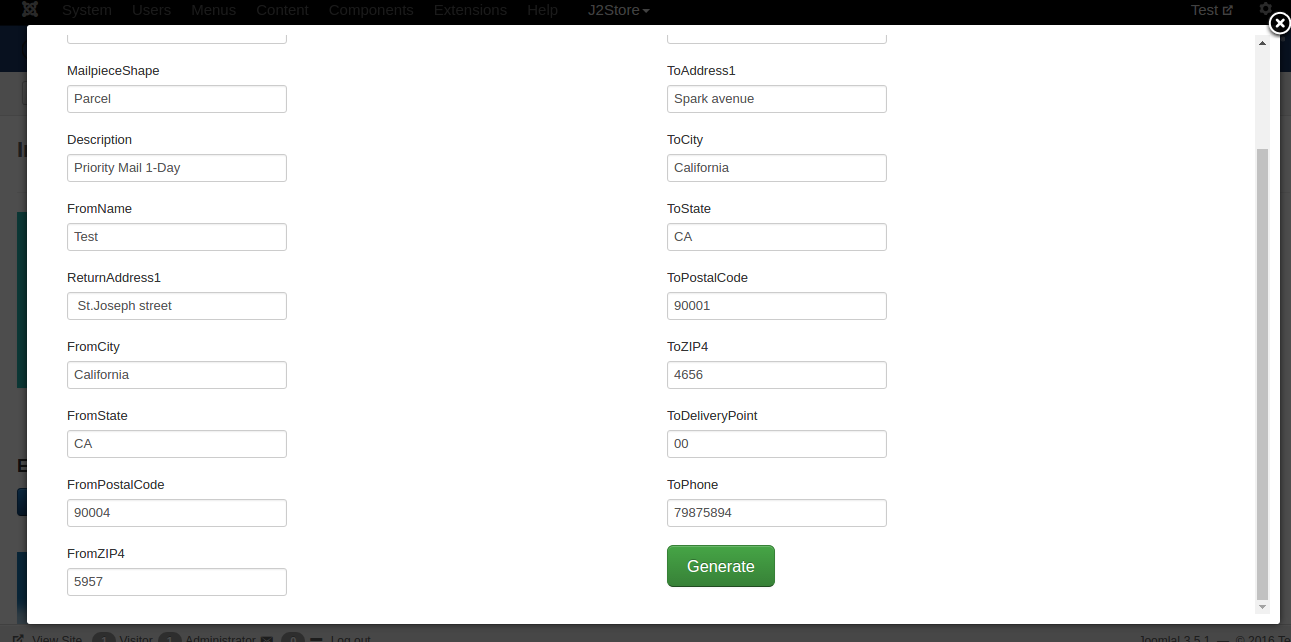 System Users Menus Content Components Extensions Help J2Store Test
MailpieceShape
Parcel
Description
Priority Mail 1-Day
FromName
Test
ReturnAddress1
St.Joseph street
FromCity
California
FromState
CA
FromPostalCode
90004
FromZIP4
5957
ToAddress1
Spark avenue
ToCity
California
ToState
CA
ToPostalCode
90001
ToZIP4
4656
ToDeliveryPoint
00
ToPhone
79875894
Generate
View Site 1 Visitor 1 Administrator 0 Log out Joomla! 3.5.1 — © 2016 Te